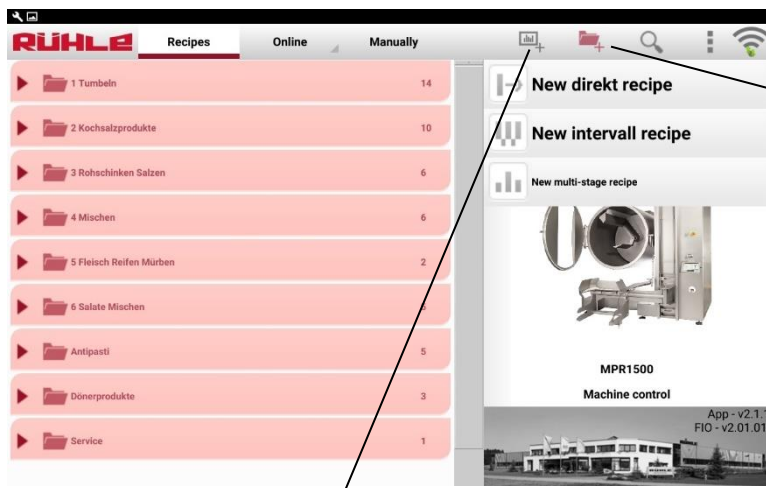 RÜHLE
Recipes
Online
Manually
1 Tumbeln 14
2 Kochsalzprodukte 10
3 Rohschinken Salzen 6
4 Mischen 6
5 Fleisch Reifen Mürben 2
6 Salate Mischen
Antipasti 5
Dönerprodukte 3
Service 1
New direkt recipe
New intervall recipe
New multi-stage recipe
MPR1500
Machine control
App - v2.1.
FIO - v2.01.01